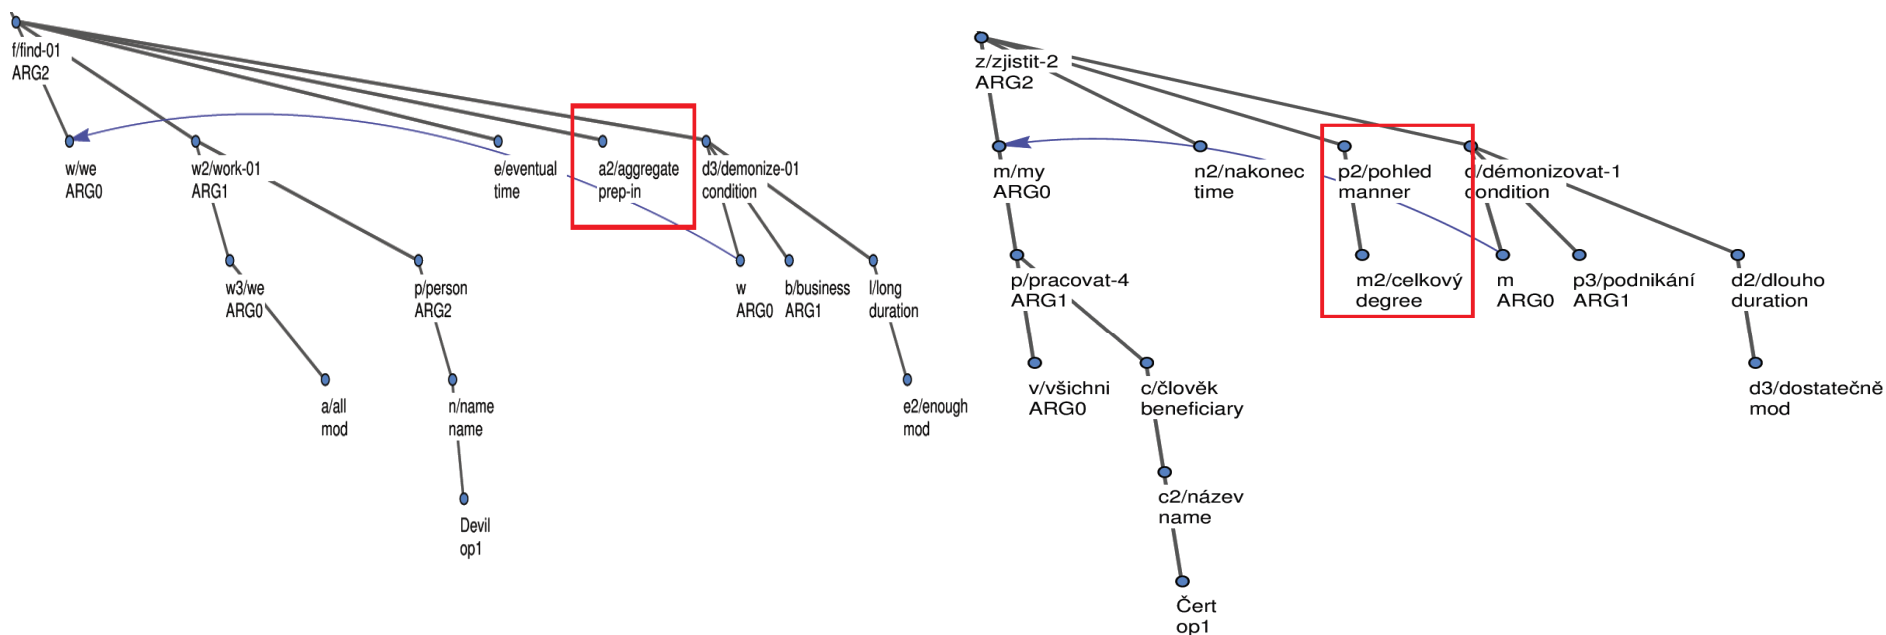 f/find-01
ARG2
w/we
ARG0
w2/work-01
ARG1
e/eventual
time
a2/aggregate
prep-in
d3/demonize-01
condition
w3/we
ARG0
p/person
ARG2
w
ARG0
b/business
ARG1
l/long
duration
a/all
mod
n/name
name
e2/enough
mod
Devil
op1
z/zjistit-2
ARG2
m/my
ARG0
n2/nakonec
time
p2/pohled
manner
d/démonizovat-1
condition
p/pracovat-4
ARG1
m2/celkový
degree
m
ARG0
p3/podnikání
ARG1
d2/dlouho
duration
v/všichni
ARG0
c/člověk
beneficiary
d3/dostatečně
mod
c2/název
name
Čert
op1